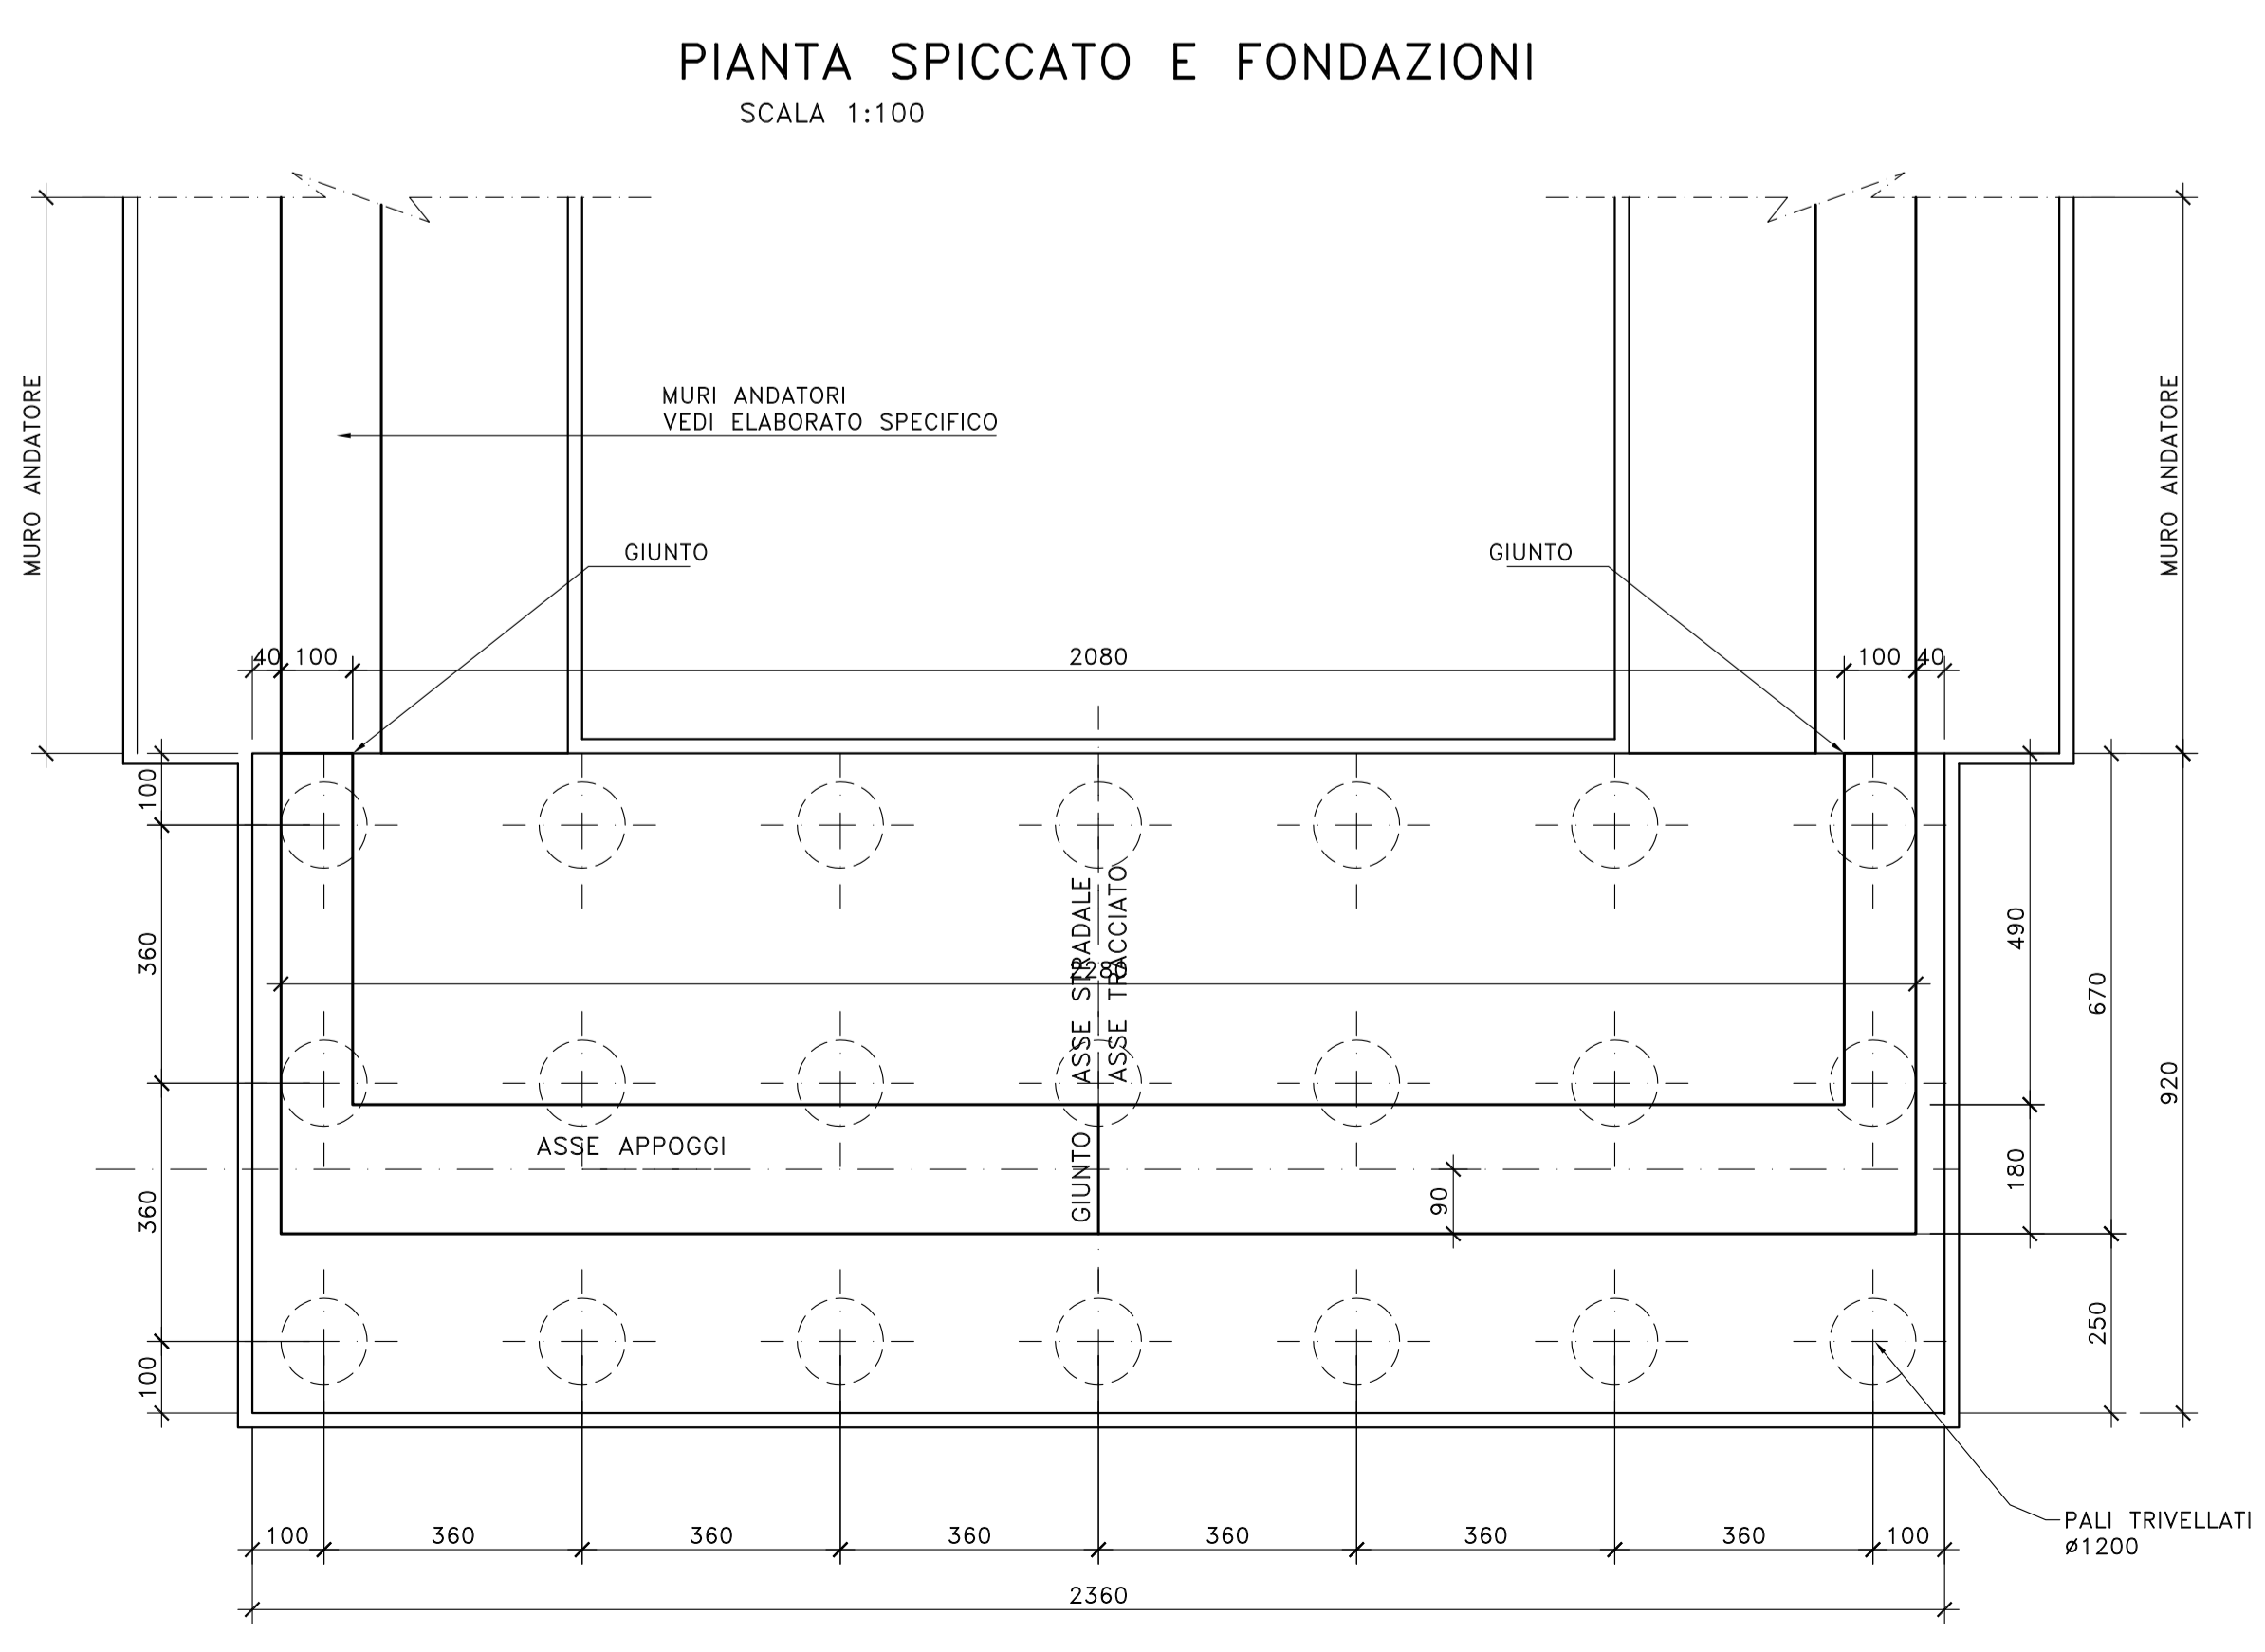 PIANTA SPICCATO E FONDAZIONI
SCALA 1:100
MURO ANDATORE
MURI ANDATORI
VEDI ELABORATO SPECIFICO
MURO ANDATORE
GIUNTO
GIUNTO
40 100 2080 100 40
100
360
360
100
ASSE STRADALE
ASSE TRACCIATO
2280
490
180
670
250
920
ASSE APPOGGI
GIUNTO
90
100 360 360 360 360 360 360 100
2360
PALI TRIVELLATI
ø1200